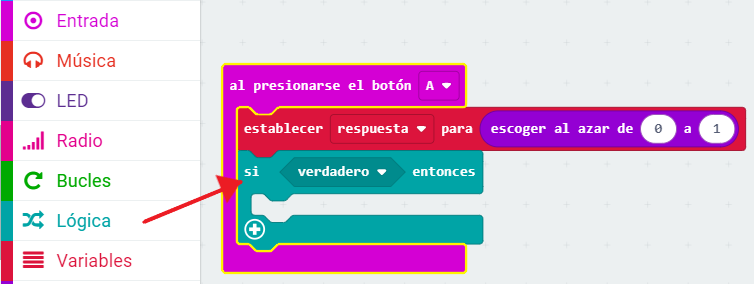 Entrada
Música
LED
Radio
Bucles
Lógica
Variables
al presionarse el botón A
establecer respuesta para escoger al azar de 0 a 1
si verdadero entonces